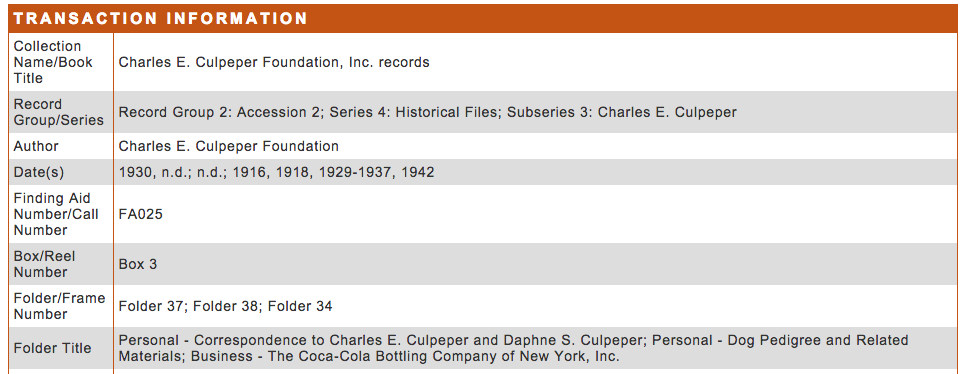 TRANSACTION INFORMATION
Collection
Name/Book
Title
Charles E. Culpeper Foundation, Inc. records
Record
Group/Series
Record Group 2: Accession 2; Series 4: Historical Files; Subseries 3: Charles E. Culpeper
Author
Charles E. Culpeper Foundation
Date(s)
1930, n.d.; n.d.; 1916, 1918, 1929-1937, 1942
Finding Aid
Number/Call
Number
FA025
Box/Reel
Number
Box 3
Folder/Frame
Number
Folder 37; Folder 38; Folder 34
Folder Title
Personal - Correspondence to Charles E. Culpeper and Daphne S. Culpeper; Personal - Dog Pedigree and Related
Materials; Business - The Coca-Cola Bottling Company of New York, Inc.